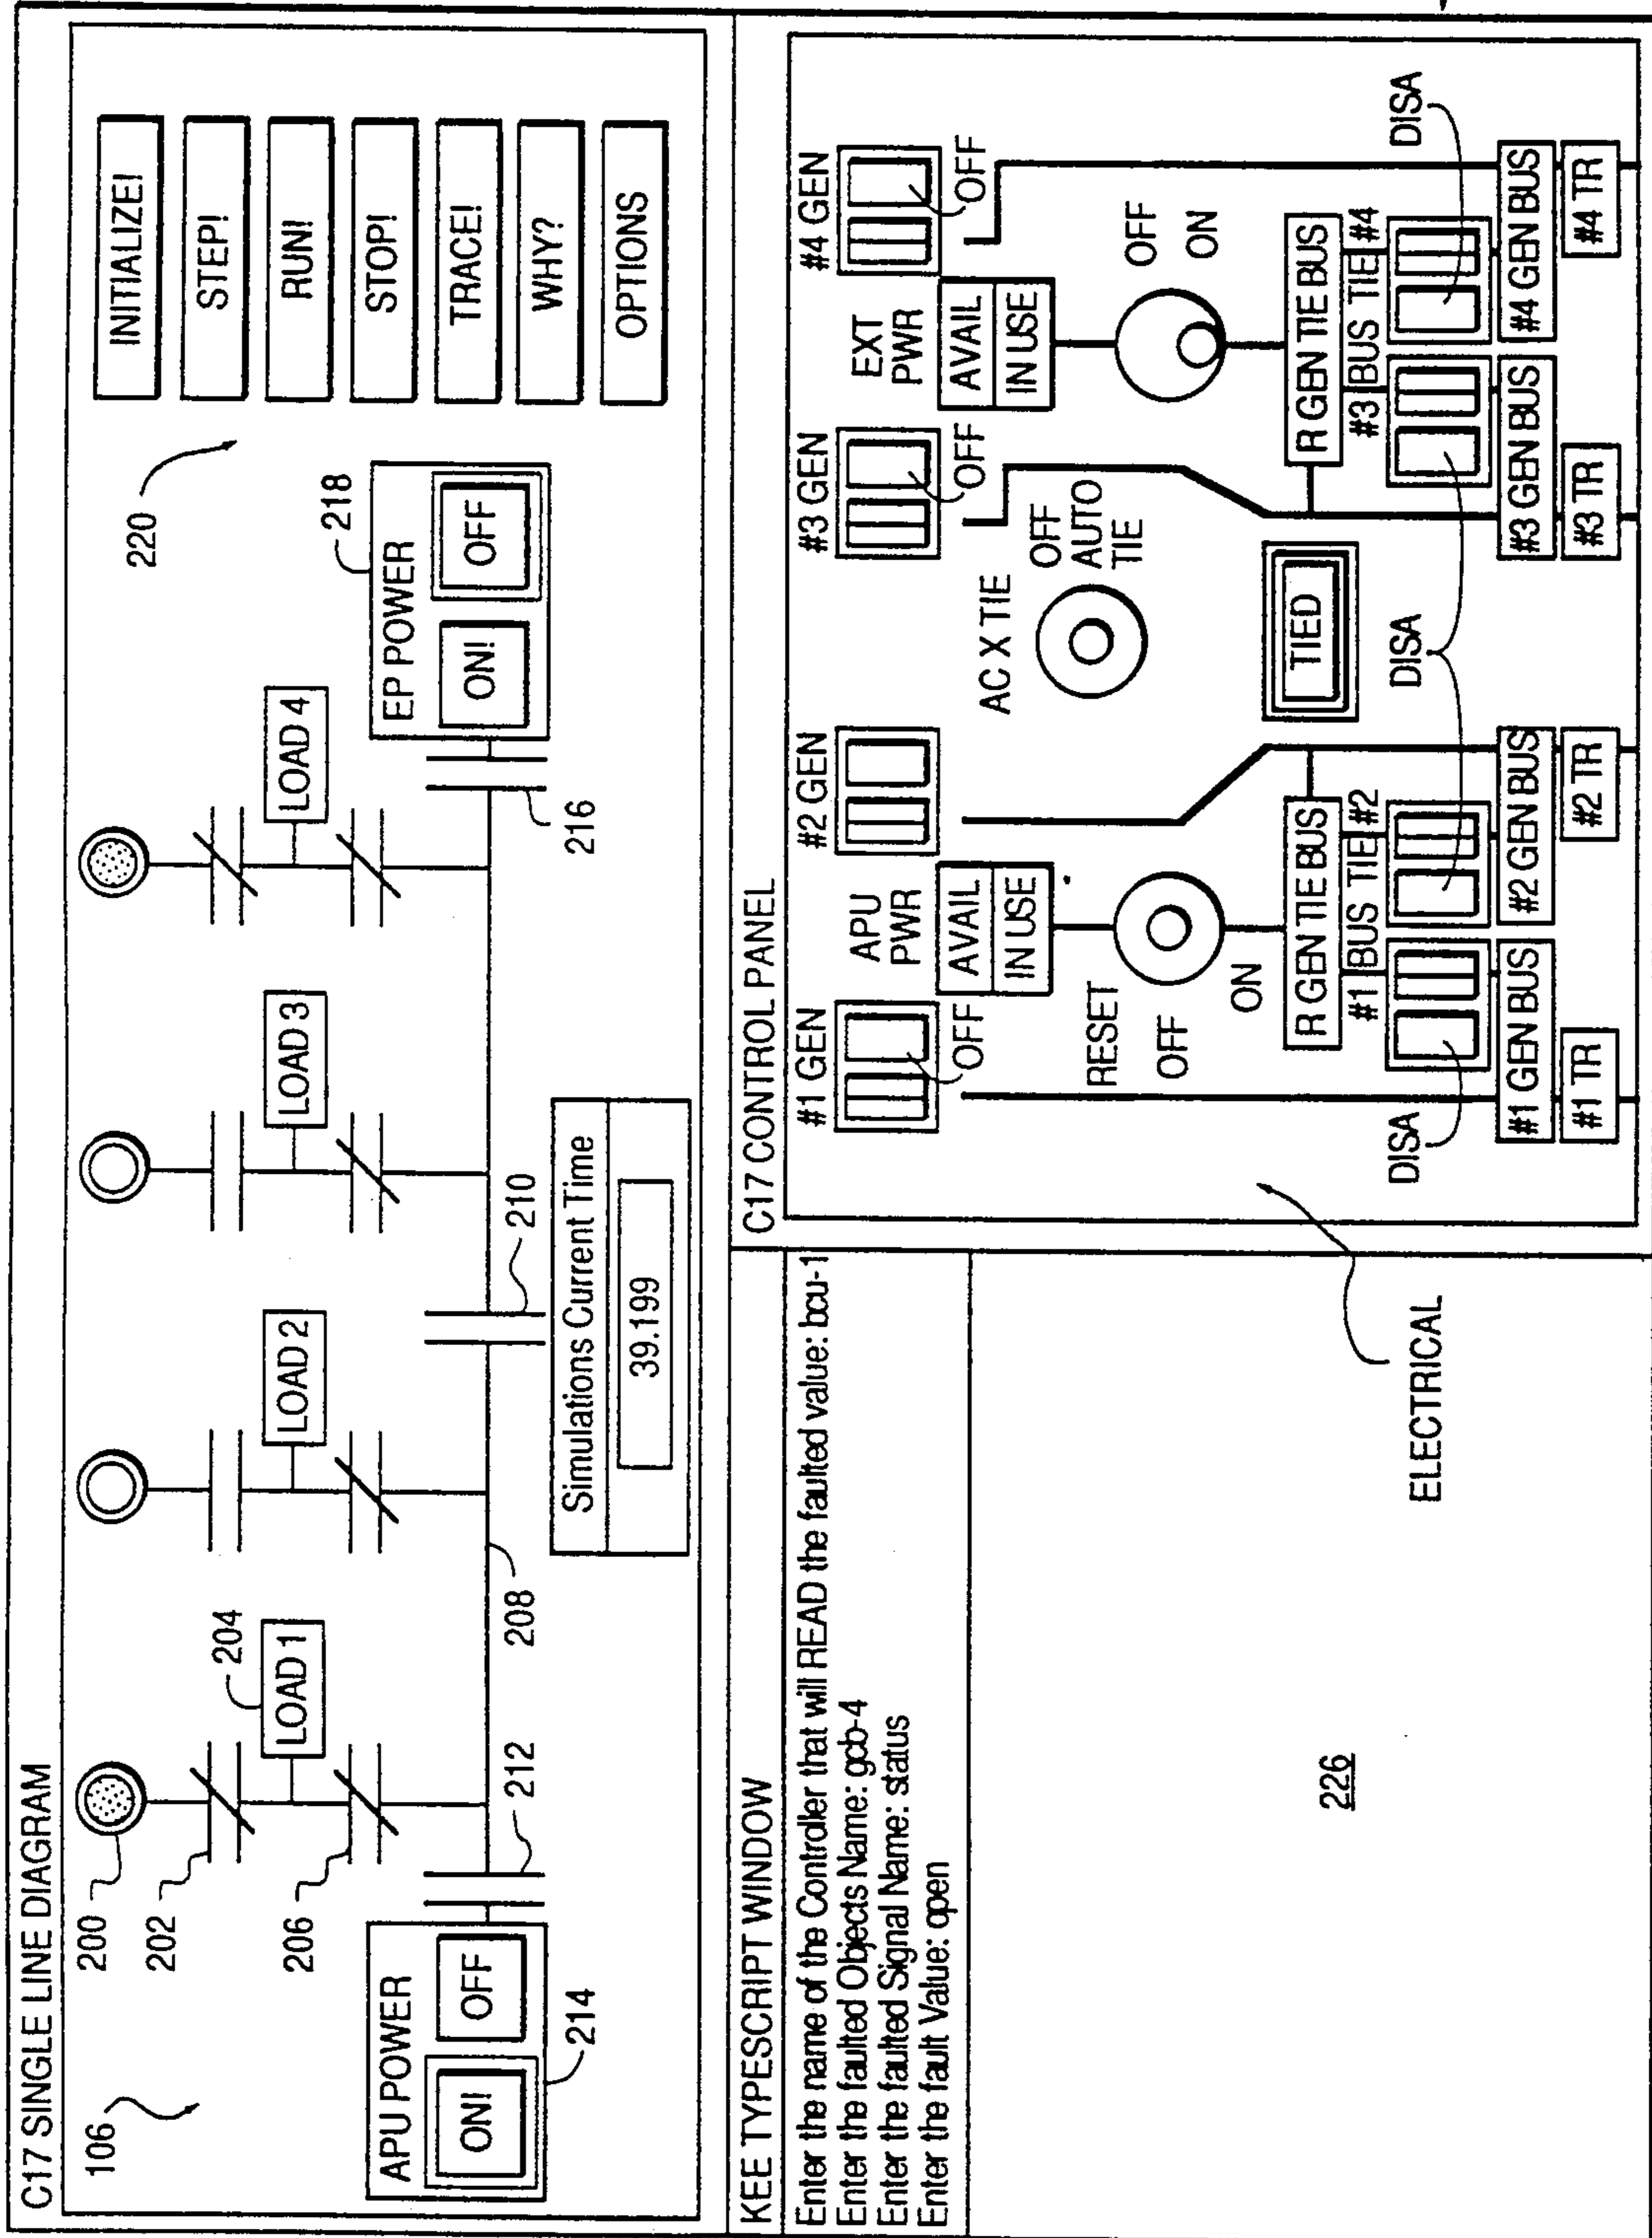 C17 SINGLE LINE DIAGRAM
106
200
202
204
206
LOAD 1
LOAD 2
LOAD 3
LOAD 4
208
210
212
APU POWER
ON!
OFF
214
216
EP POWER
ON!
OFF
218
220
Simulations Current Time
39.199
INITIALIZE!
STEP!
RUN!
STOP!
TRACE!
WHY?
OPTIONS
KEE TYPESCRIPT WINDOW
Enter the name of the Controller that will READ the faulted value: bcu-1
Enter the faulted Objects Name: gcb-4
Enter the faulted Signal Name: status
Enter the fault Value: open
226
C17 CONTROL PANEL
#1 GEN
OFF
APU
PWR
AVAIL
IN USE
#2 GEN
#3 GEN
OFF
EXT
PWR
AVAIL
IN USE
#4 GEN
OFF
RESET
OFF
ON
AC X TIE
OFF
AUTO
TIE
OFF
ON
R GEN TIE BUS
#1 BUS TIE #2
TIED
R GEN TIE BUS
#3 BUS TIE #4
DISA
DISA
DISA
#1 GEN BUS
#2 GEN BUS
#3 GEN BUS
#4 GEN BUS
#1 TR
#2 TR
#3 TR
#4 TR
ELECTRICAL